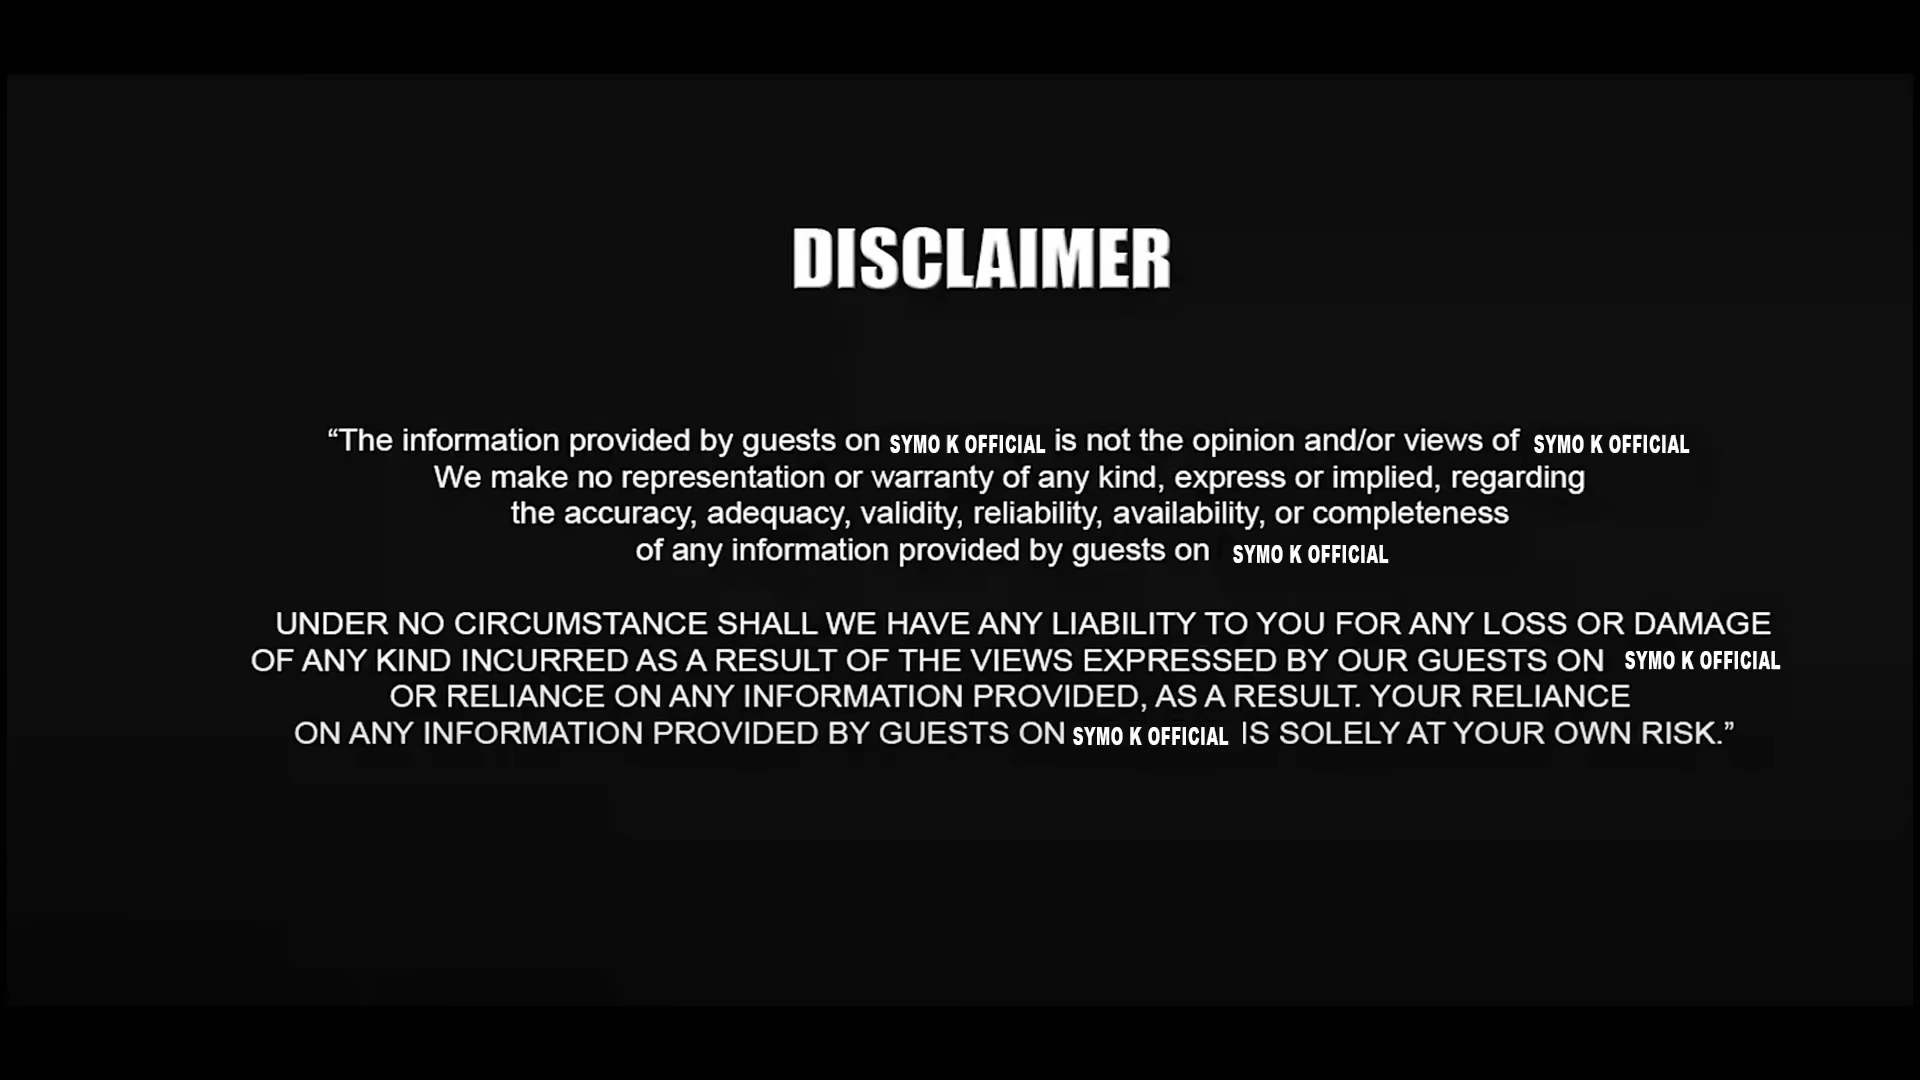 DISCLAIMER
“The information provided by guests on SYMO K OFFICIAL is not the opinion and/or views of SYMO K OFFICIAL
We make no representation or warranty of any kind, express or implied, regarding
the accuracy, adequacy, validity, reliability, availability, or completeness
of any information provided by guests on SYMO K OFFICIAL
UNDER NO CIRCUMSTANCE SHALL WE HAVE ANY LIABILITY TO YOU FOR ANY LOSS OR DAMAGE
OF ANY KIND INCURRED AS A RESULT OF THE VIEWS EXPRESSED BY OUR GUESTS ON SYMO K OFFICIAL
OR RELIANCE ON ANY INFORMATION PROVIDED, AS A RESULT. YOUR RELIANCE
ON ANY INFORMATION PROVIDED BY GUESTS ON SYMO K OFFICIAL IS SOLELY AT YOUR OWN RISK.”